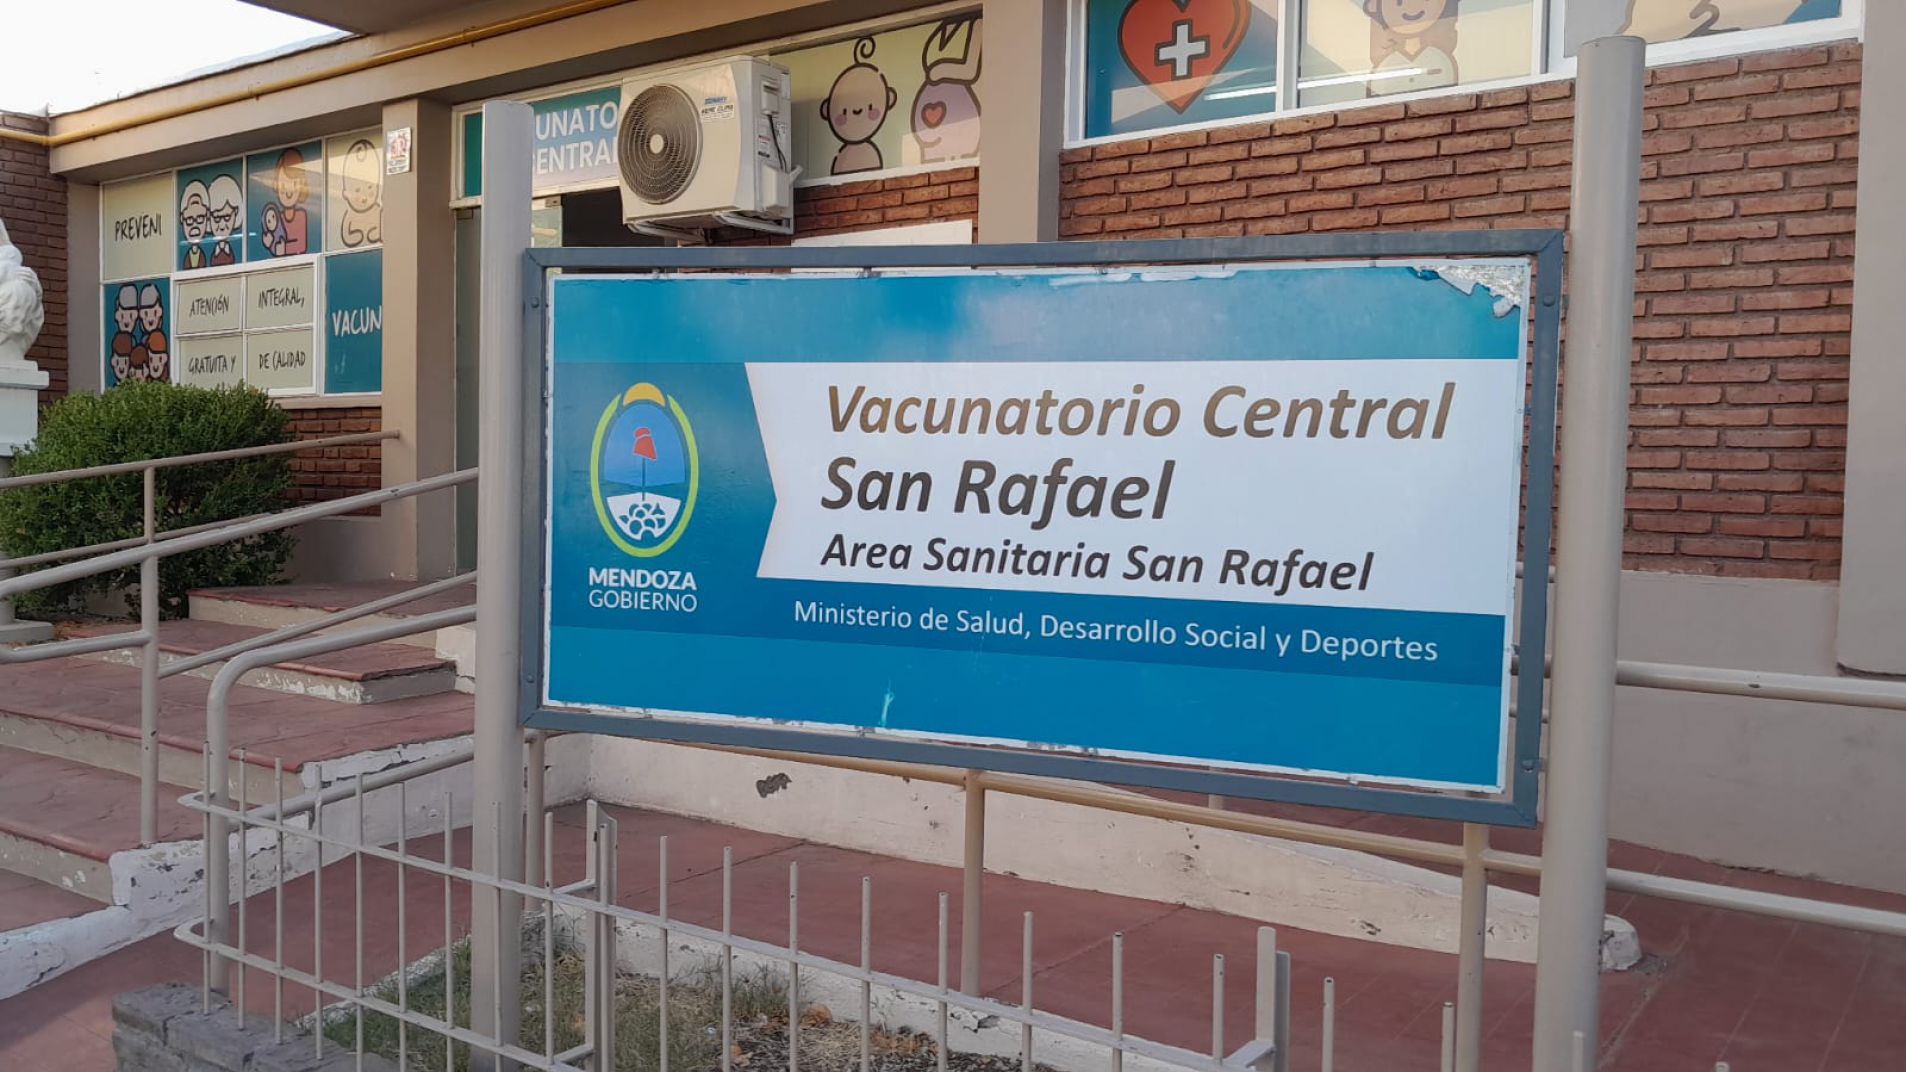 UNATO
ENTRA
PREVENI
ATENCIÓN
INTEGRAL,
GRATUITA Y
DE CALIDAD
VACUN
Vacunatorio Central
San Rafael
Area Sanitaria San Rafael
MENDOZA
GOBIERNO
Ministerio de Salud, Desarrollo Social y Deportes